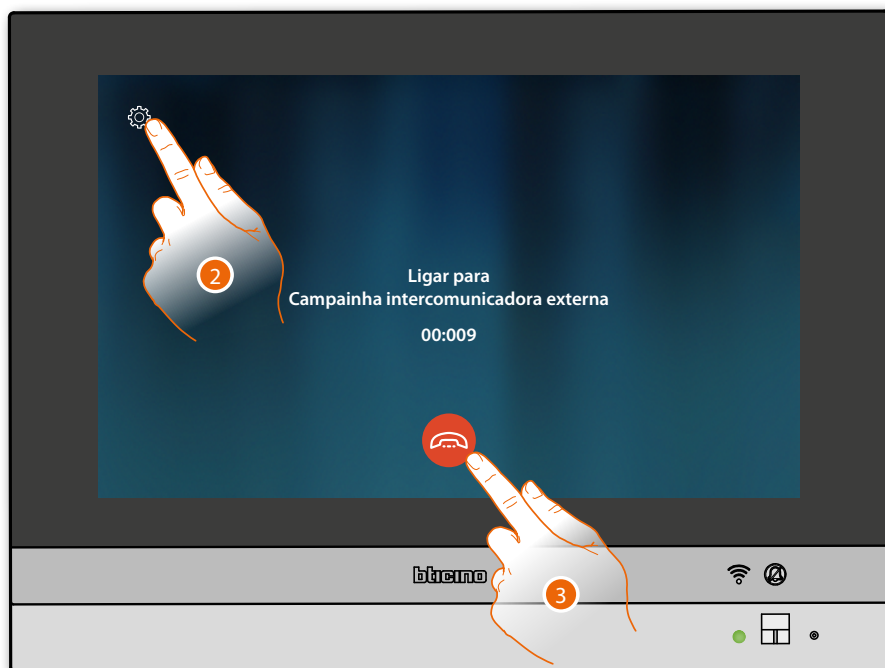 2
Ligar para
Campainha intercomunicadora externa
00:009
bticino
3